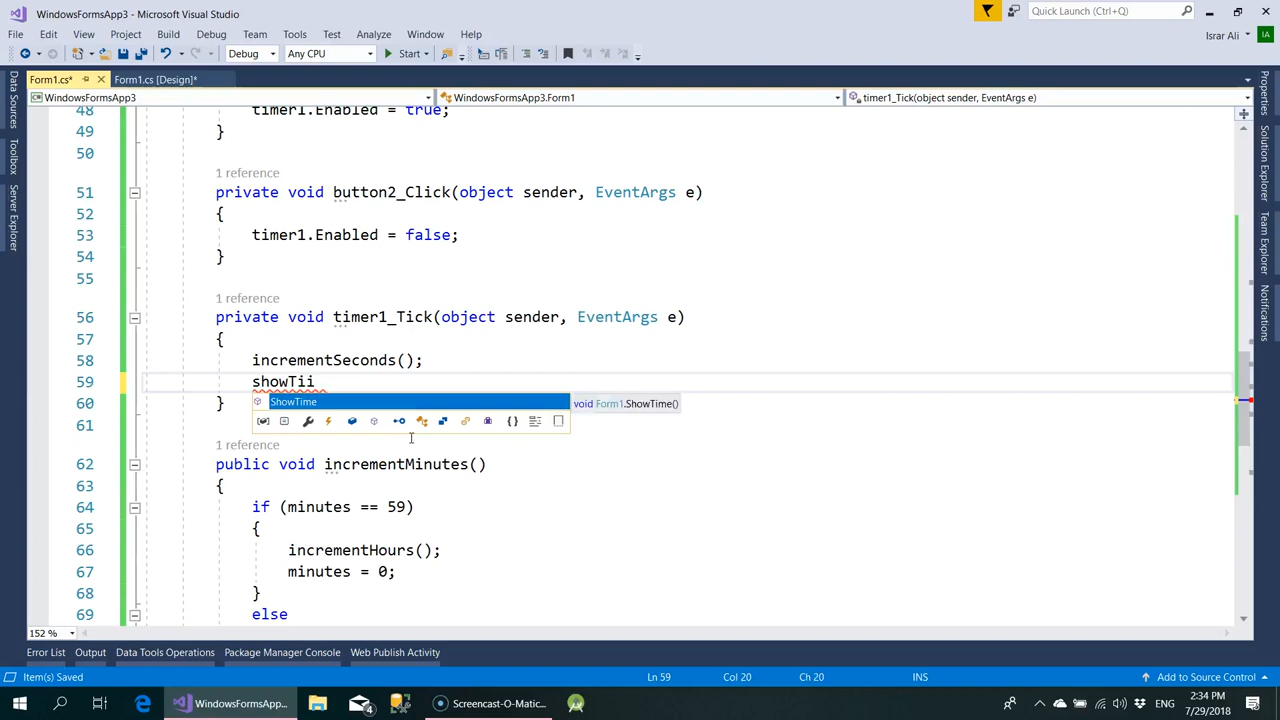 WindowsFormsApp3 - Microsoft Visual Studio
Quick Launch (Ctrl+Q)
File Edit View Project Build Debug Team Tools Test Analyze Window Help
Israr Ali
IA
Debug
Any CPU
Start
Form1.cs*
Form1.cs [Design]*
WindowsFormsApp3
WindowsFormsApp3.Form1
timer1_Tick(object sender, EventArgs e)
Data Sources
Toolbox
Server Explorer
Properties
Solution Explorer
Team Explorer
Notifications
48 timer1.Enabled = true;
49 }
50
1 reference
51 private void button2_Click(object sender, EventArgs e)
52 {
53 timer1.Enabled = false;
54 }
55
1 reference
56 private void timer1_Tick(object sender, EventArgs e)
57 {
58 incrementSeconds();
59 showTii
ShowTime
void Form1.ShowTime()
60 }
61
1 reference
62 public void incrementMinutes()
63 {
64 if (minutes == 59)
65 {
66 incrementHours();
67 minutes = 0;
68 }
69 else
152 %
Error List Output Data Tools Operations Package Manager Console Web Publish Activity
Item(s) Saved
Ln 59
Col 20
Ch 20
INS
Add to Source Control
WindowsFormsApp...
4
Screencast-O-Matic...
ENG
2:34 PM
7/29/2018